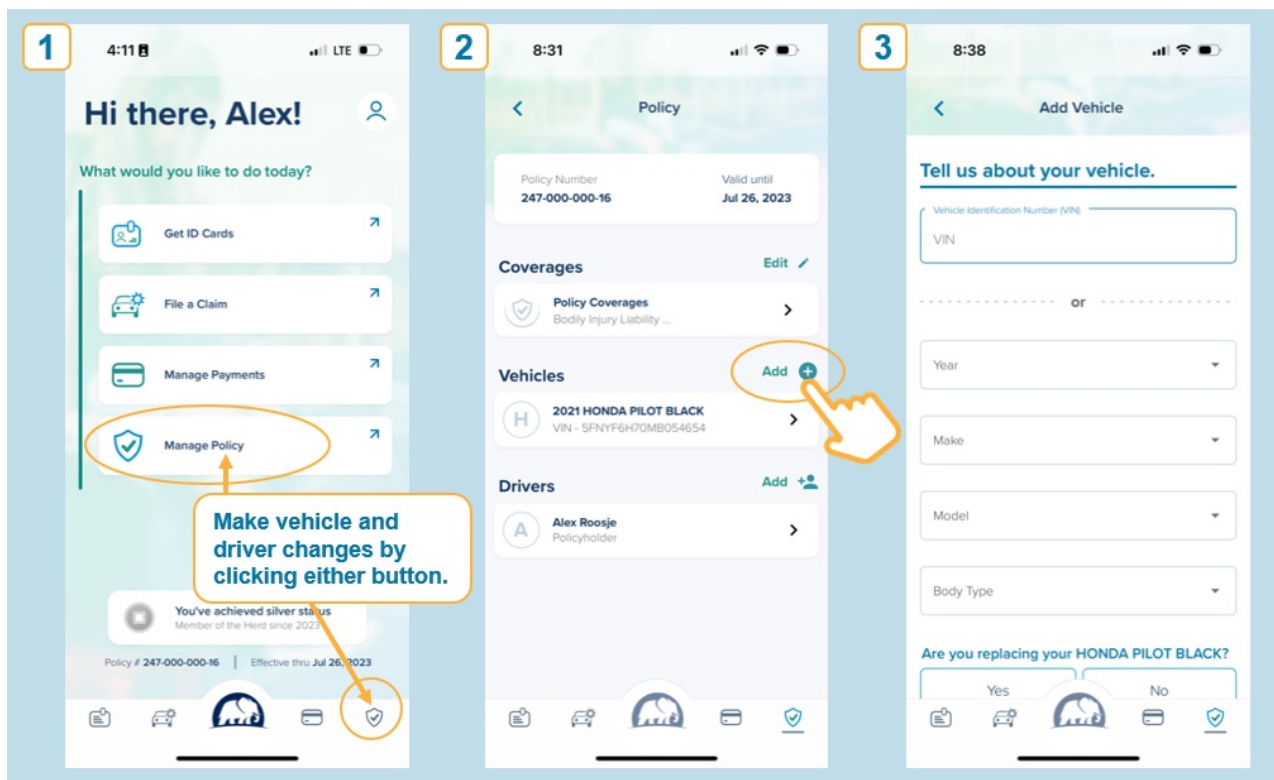 1
4:11
LTE
Hi there, Alex!
What would you like to do today?
Get ID Cards
File a Claim
Manage Payments
Manage Policy
Make vehicle and
driver changes by
clicking either button.
You've achieved silver status
Member of the Herd since 2023
Policy # 247-000-000-16 | Effective thru Jul 26, 2023
2
8:31
Policy
Policy Number
Valid until
247-000-000-16
Jul 26, 2023
Coverages
Edit
Policy Coverages
Bodily Injury Liability ...
Vehicles
Add
H
2021 HONDA PILOT BLACK
VIN - 5FNYF6H70MB054654
Drivers
Add
A
Alex Roosje
Policyholder
3
8:38
Add Vehicle
Tell us about your vehicle.
Vehicle Identification Number (VIN)
VIN
or
Year
Make
Model
Body Type
Are you replacing your HONDA PILOT BLACK?
Yes
No